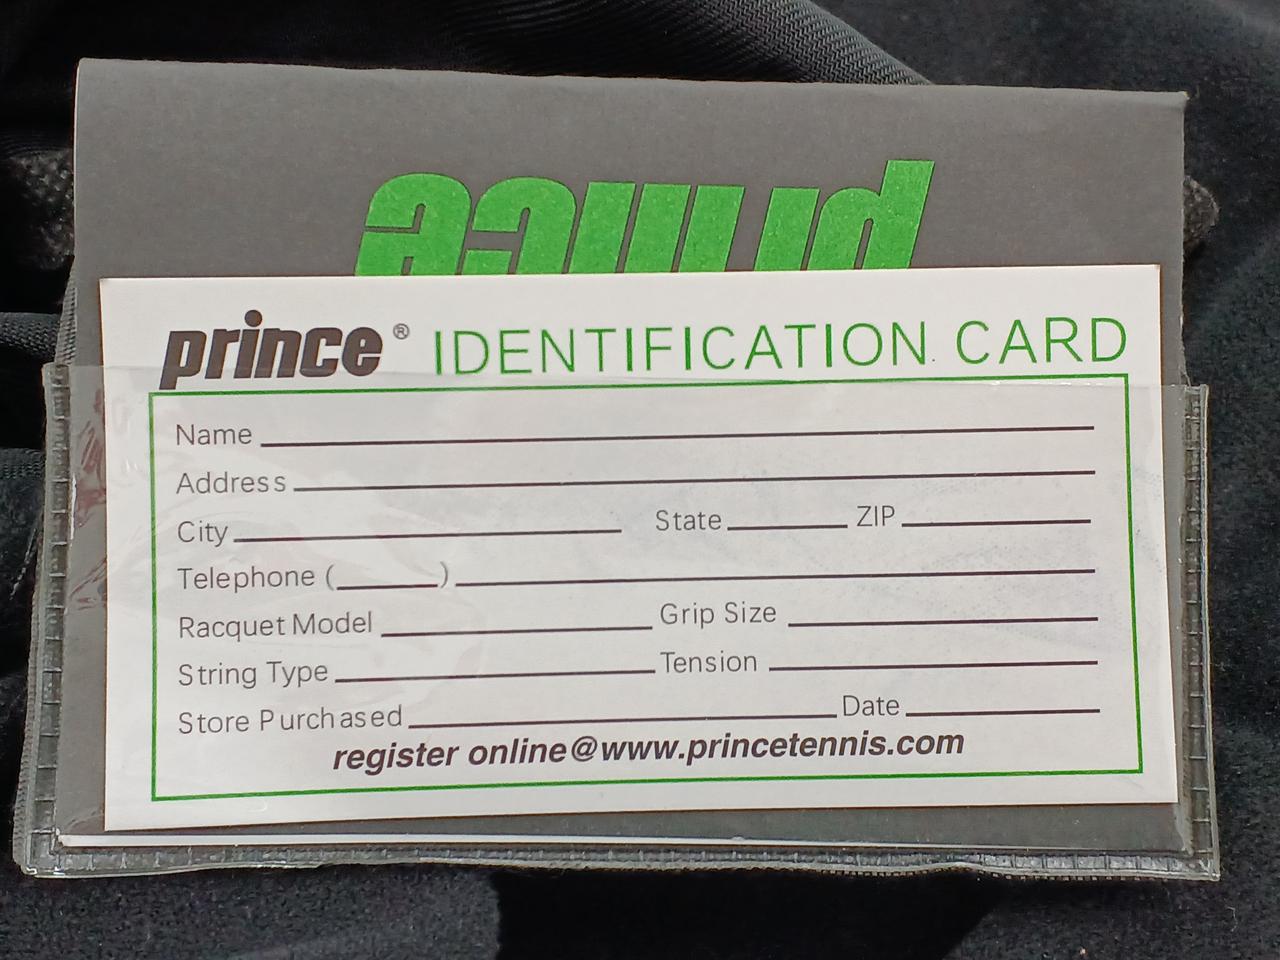 prince
prince® IDENTIFICATION CARD
Name
Address
City State ZIP
Telephone ( )
Racquet Model Grip Size
String Type Tension
Store Purchased Date
register online@www.princetennis.com